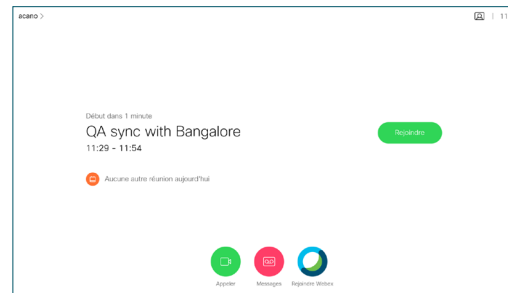 acano
11
Début dans 1 minute
QA sync with Bangalore
Rejoindre
11:29 - 11:54
Aucune autre réunion aujourd'hui
Appeler
Messages
Rejoindre Webex